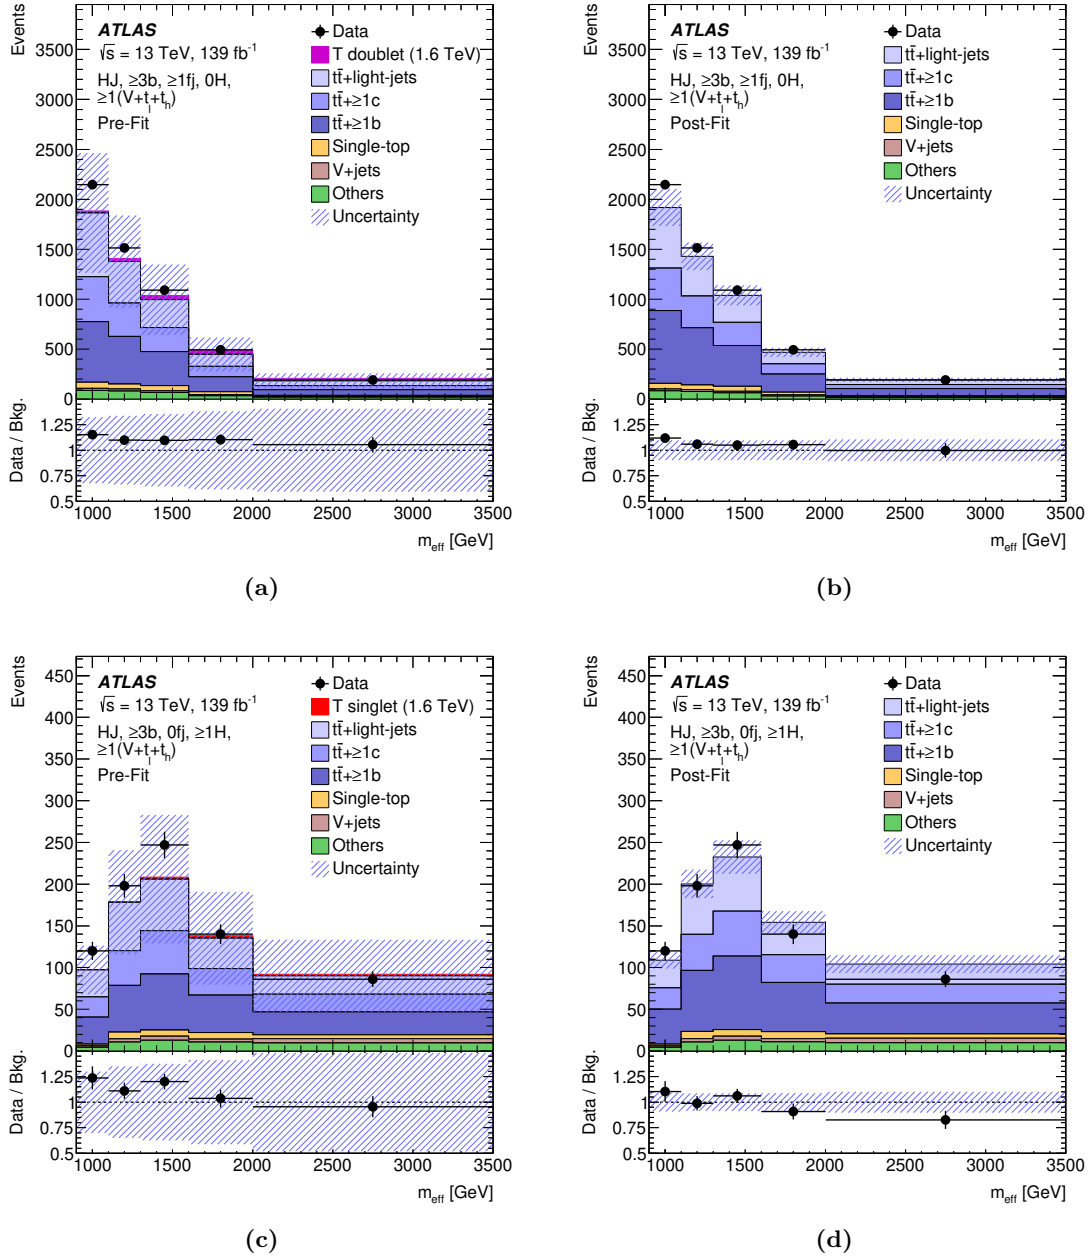 Events
3500
3000
2500
2000
1500
1000
500
0
ATLAS
√s = 13 TeV, 139 fb⁻¹
HJ, ≥3b, ≥1fj, 0H,
≥1(V+tₗ+tₕ)
Pre-Fit
Data
T doublet (1.6 TeV)
tt̄+light-jets
tt̄+≥1c
tt̄+≥1b
Single-top
V+jets
Others
Uncertainty
Data / Bkg.
1.25
1
0.75
0.5
1000 1500 2000 2500 3000 3500
m_eff [GeV]
(a)
Events
3500
3000
2500
2000
1500
1000
500
0
ATLAS
√s = 13 TeV, 139 fb⁻¹
HJ, ≥3b, ≥1fj, 0H,
≥1(V+tₗ+tₕ)
Post-Fit
Data
tt̄+light-jets
tt̄+≥1c
tt̄+≥1b
Single-top
V+jets
Others
Uncertainty
Data / Bkg.
1.25
1
0.75
0.5
1000 1500 2000 2500 3000 3500
m_eff [GeV]
(b)
Events
450
400
350
300
250
200
150
100
50
0
ATLAS
√s = 13 TeV, 139 fb⁻¹
HJ, ≥3b, 0fj, ≥1H,
≥1(V+tₗ+tₕ)
Pre-Fit
Data
T singlet (1.6 TeV)
tt̄+light-jets
tt̄+≥1c
tt̄+≥1b
Single-top
V+jets
Others
Uncertainty
Data / Bkg.
1.25
1
0.75
0.5
1000 1500 2000 2500 3000 3500
m_eff [GeV]
(c)
Events
450
400
350
300
250
200
150
100
50
0
ATLAS
√s = 13 TeV, 139 fb⁻¹
HJ, ≥3b, 0fj, ≥1H,
≥1(V+tₗ+tₕ)
Post-Fit
Data
tt̄+light-jets
tt̄+≥1c
tt̄+≥1b
Single-top
V+jets
Others
Uncertainty
Data / Bkg.
1.25
1
0.75
0.5
1000 1500 2000 2500 3000 3500
m_eff [GeV]
(d)